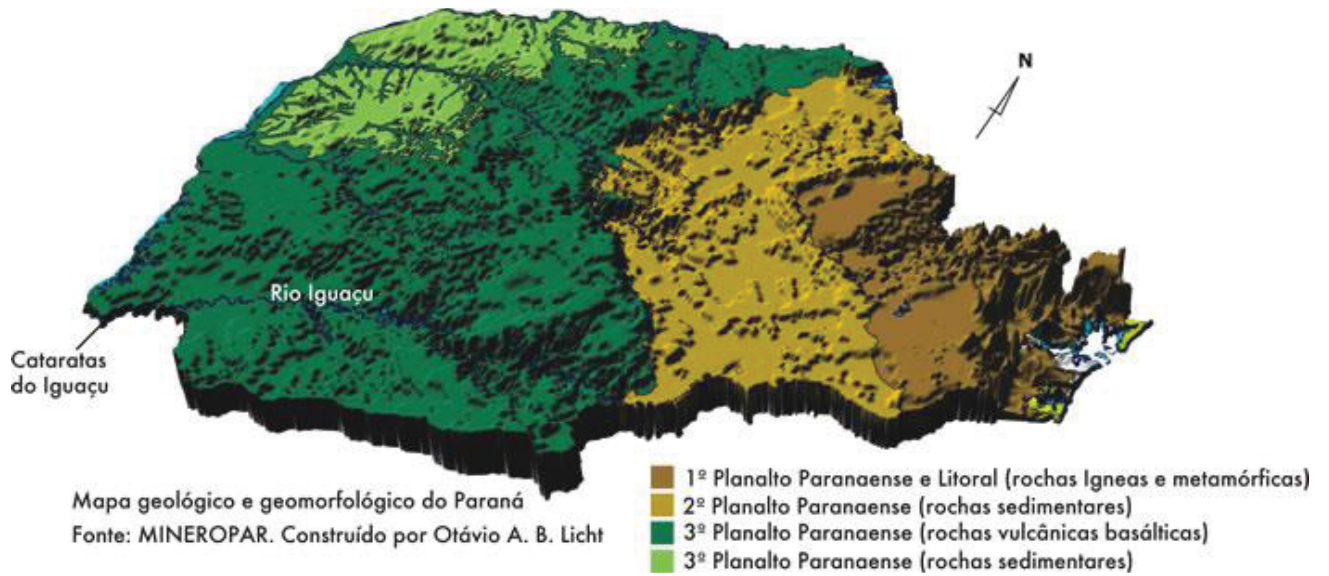 N
Rio Iguaçu
Cataratas
do Iguaçu
Mapa geológico e geomorfológico do Paraná
Fonte: MINEROPAR. Construído por Otávio A. B. Licht
1º Planalto Paranaense e Litoral (rochas Igneas e metamórficas)
2º Planalto Paranaense (rochas sedimentares)
3º Planalto Paranaense (rochas vulcânicas basálticas)
3º Planalto Paranaense (rochas sedimentares)